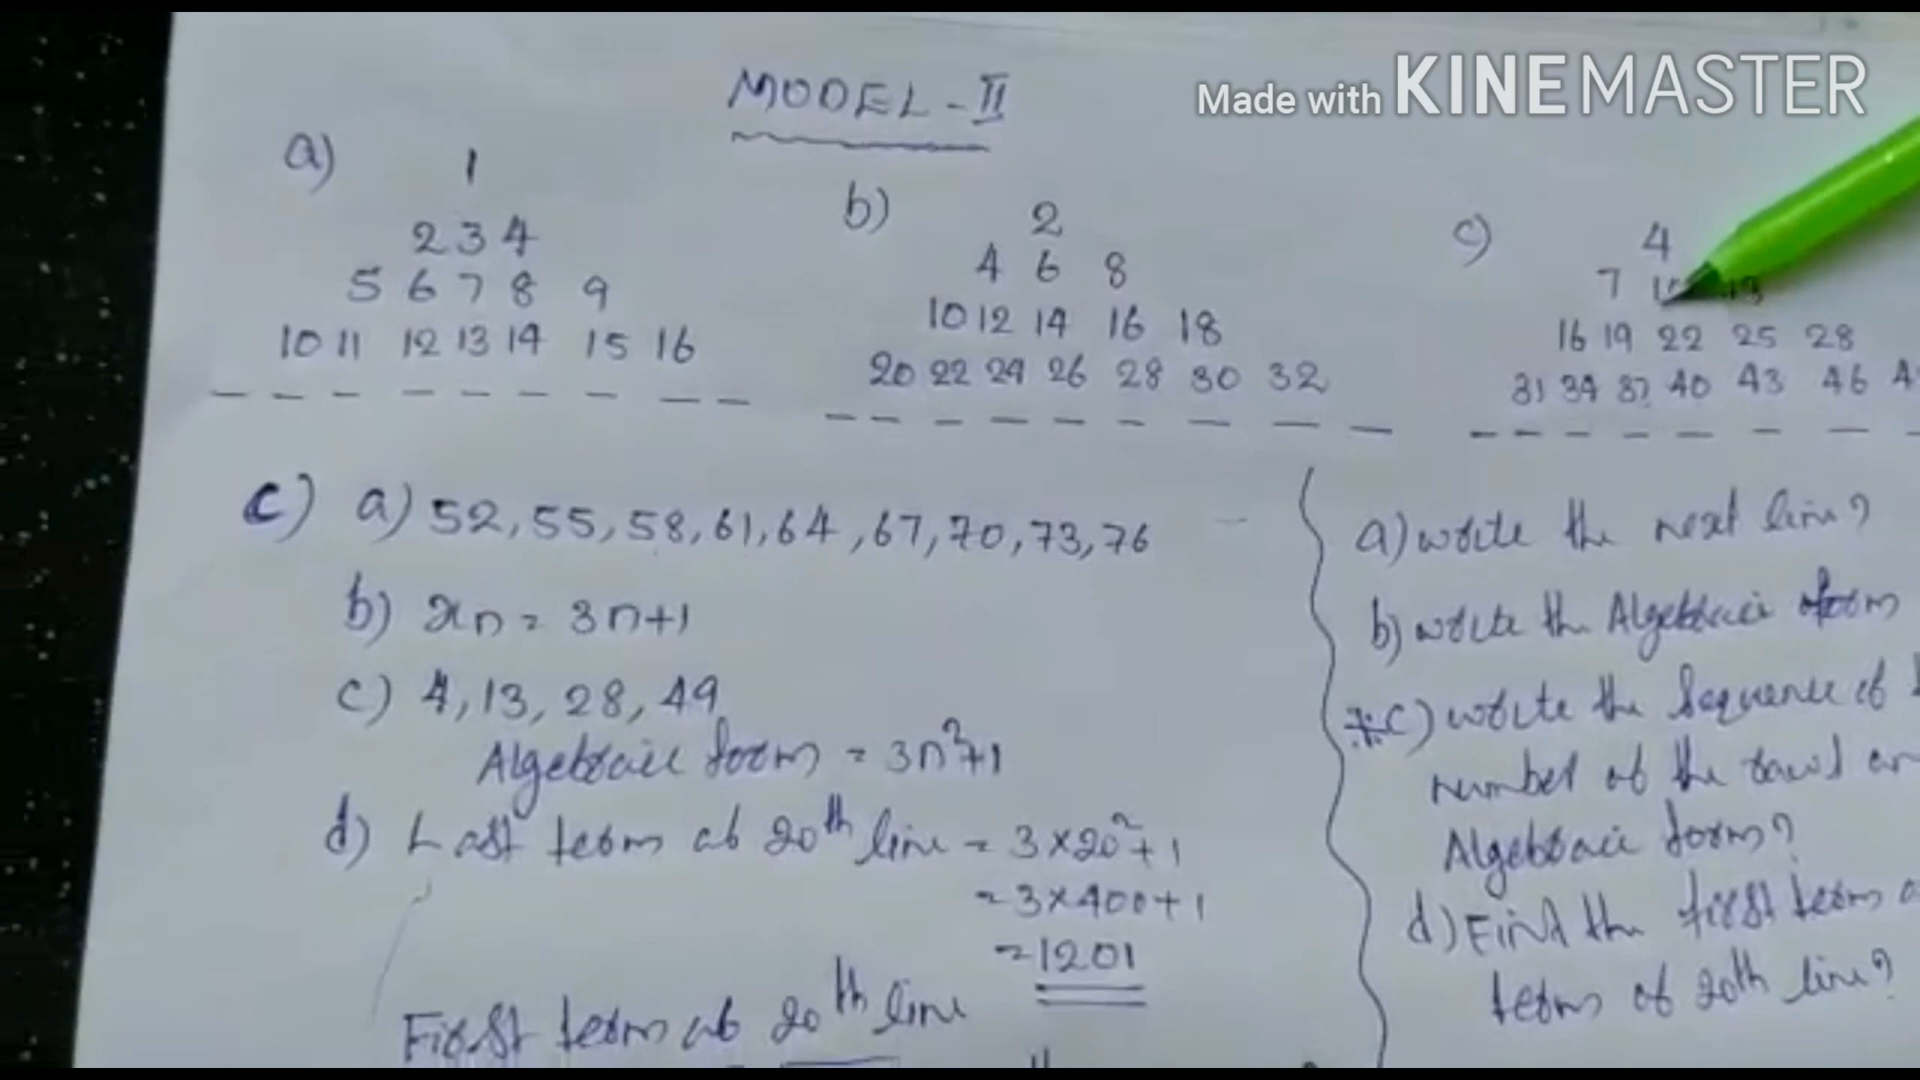 Made with KINEMASTER
MODEL - II
a)
1
2 3 4
5 6 7 8 9
10 11 12 13 14 15 16
b)
2
4 6 8
10 12 14 16 18
20 22 24 26 28 30 32
c)
4
7 10 13
16 19 22 25 28
31 34 37 40 43 46
c) a) 52, 55, 58, 61, 64, 67, 70, 73, 76
b) xn = 3n+1
c) 4, 13, 28, 49
Algebraic form = 3n²+1
d) Last term of 20th line = 3×20²+1
= 3×400+1
= 1201
First term of 20th line
a) write the next line?
b) write the Algebraic form
c) write the sequence of
number of the
Algebraic form?
d) Find the first term
terms of 20th line?